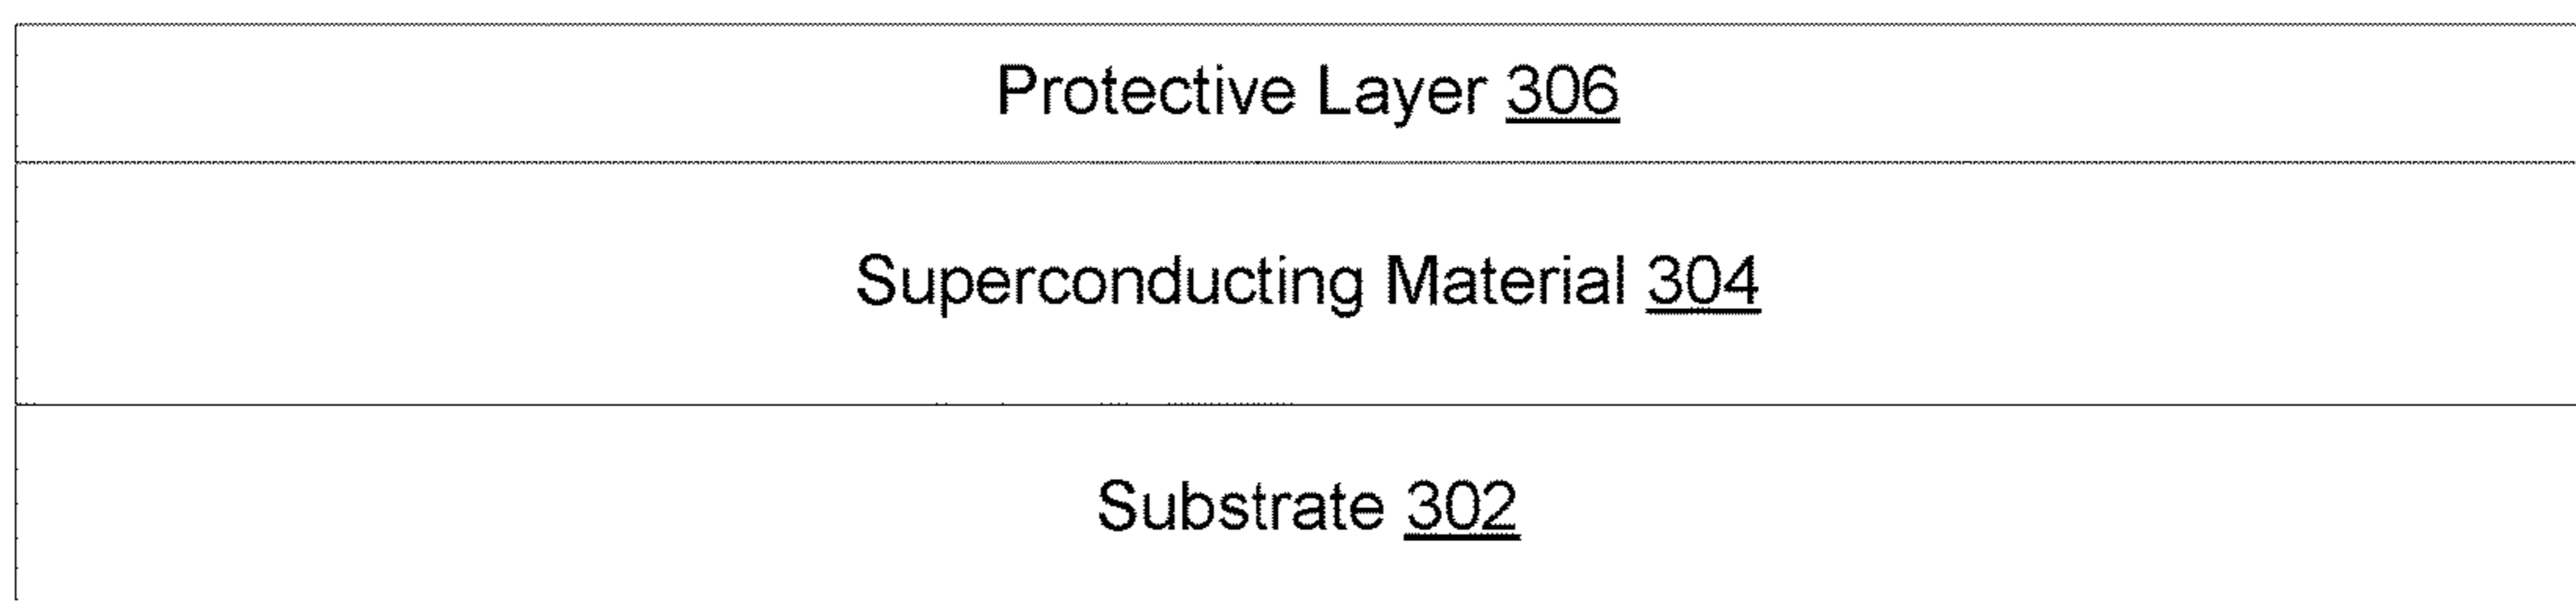 Protective Layer 306
Superconducting Material 304
Substrate 302